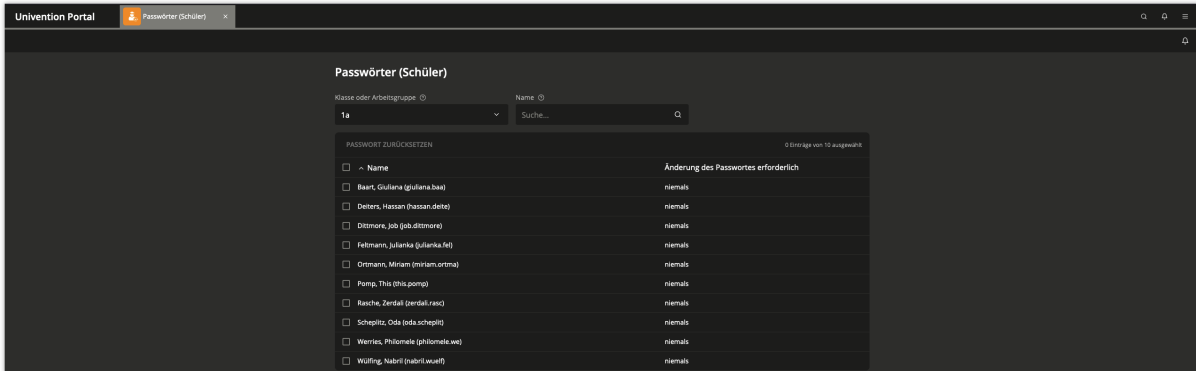 Univention Portal
Passwörter (Schüler)
Passwörter (Schüler)
Klasse oder Arbeitsgruppe
Name
1a
Suche...
PASSWORT ZURÜCKSETZEN
0 Einträge von 10 ausgewählt
Name
Änderung des Passwortes erforderlich
Baart, Giuliana (giuliana.baa) niemals
Deiters, Hassan (hassan.deite) niemals
Dittmore, Job (job.dittmore) niemals
Feltmann, Julianka (julianka.fel) niemals
Ortmann, Miriam (miriam.ortma) niemals
Pomp, This (this.pomp) niemals
Rasche, Zerdali (zerdali.rasc) niemals
Scheplitz, Oda (oda.scheplit) niemals
Werries, Philomele (philomele.we) niemals
Wülfing, Nabril (nabril.wuelf) niemals